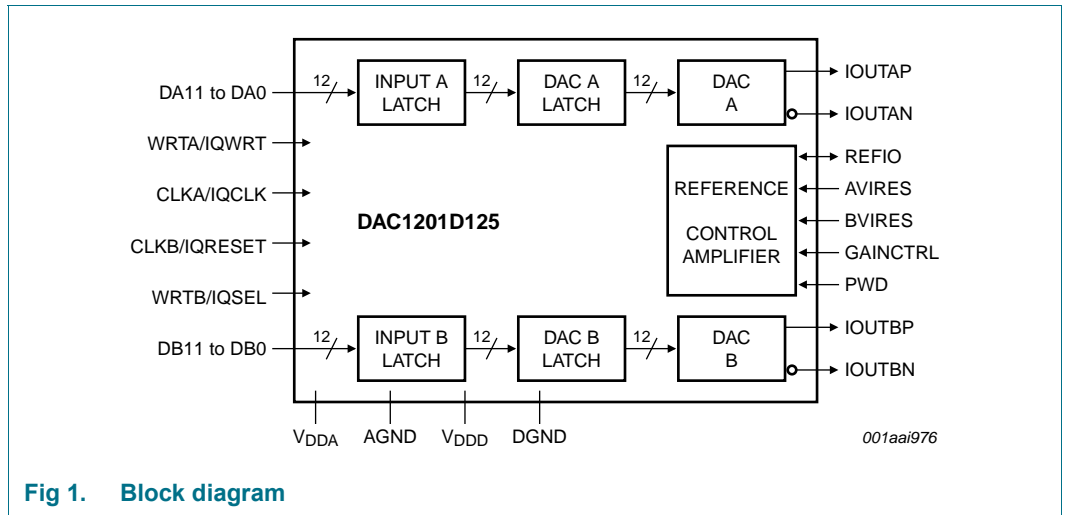 DA11 to DA0
12
INPUT A
LATCH
12
DAC A
LATCH
12
DAC
A
IOUTAP
IOUTAN
WRTA/IQWRT
CLKA/IQCLK
CLKB/IQRESET
WRTB/IQSEL
DAC1201D125
REFERENCE
CONTROL
AMPLIFIER
REFIO
AVIRES
BVIRES
GAINCTRL
PWD
DB11 to DB0
12
INPUT B
LATCH
12
DAC B
LATCH
12
DAC
B
IOUTBP
IOUTBN
VDDA
AGND
VDDD
DGND
001aai976
Fig 1. Block diagram